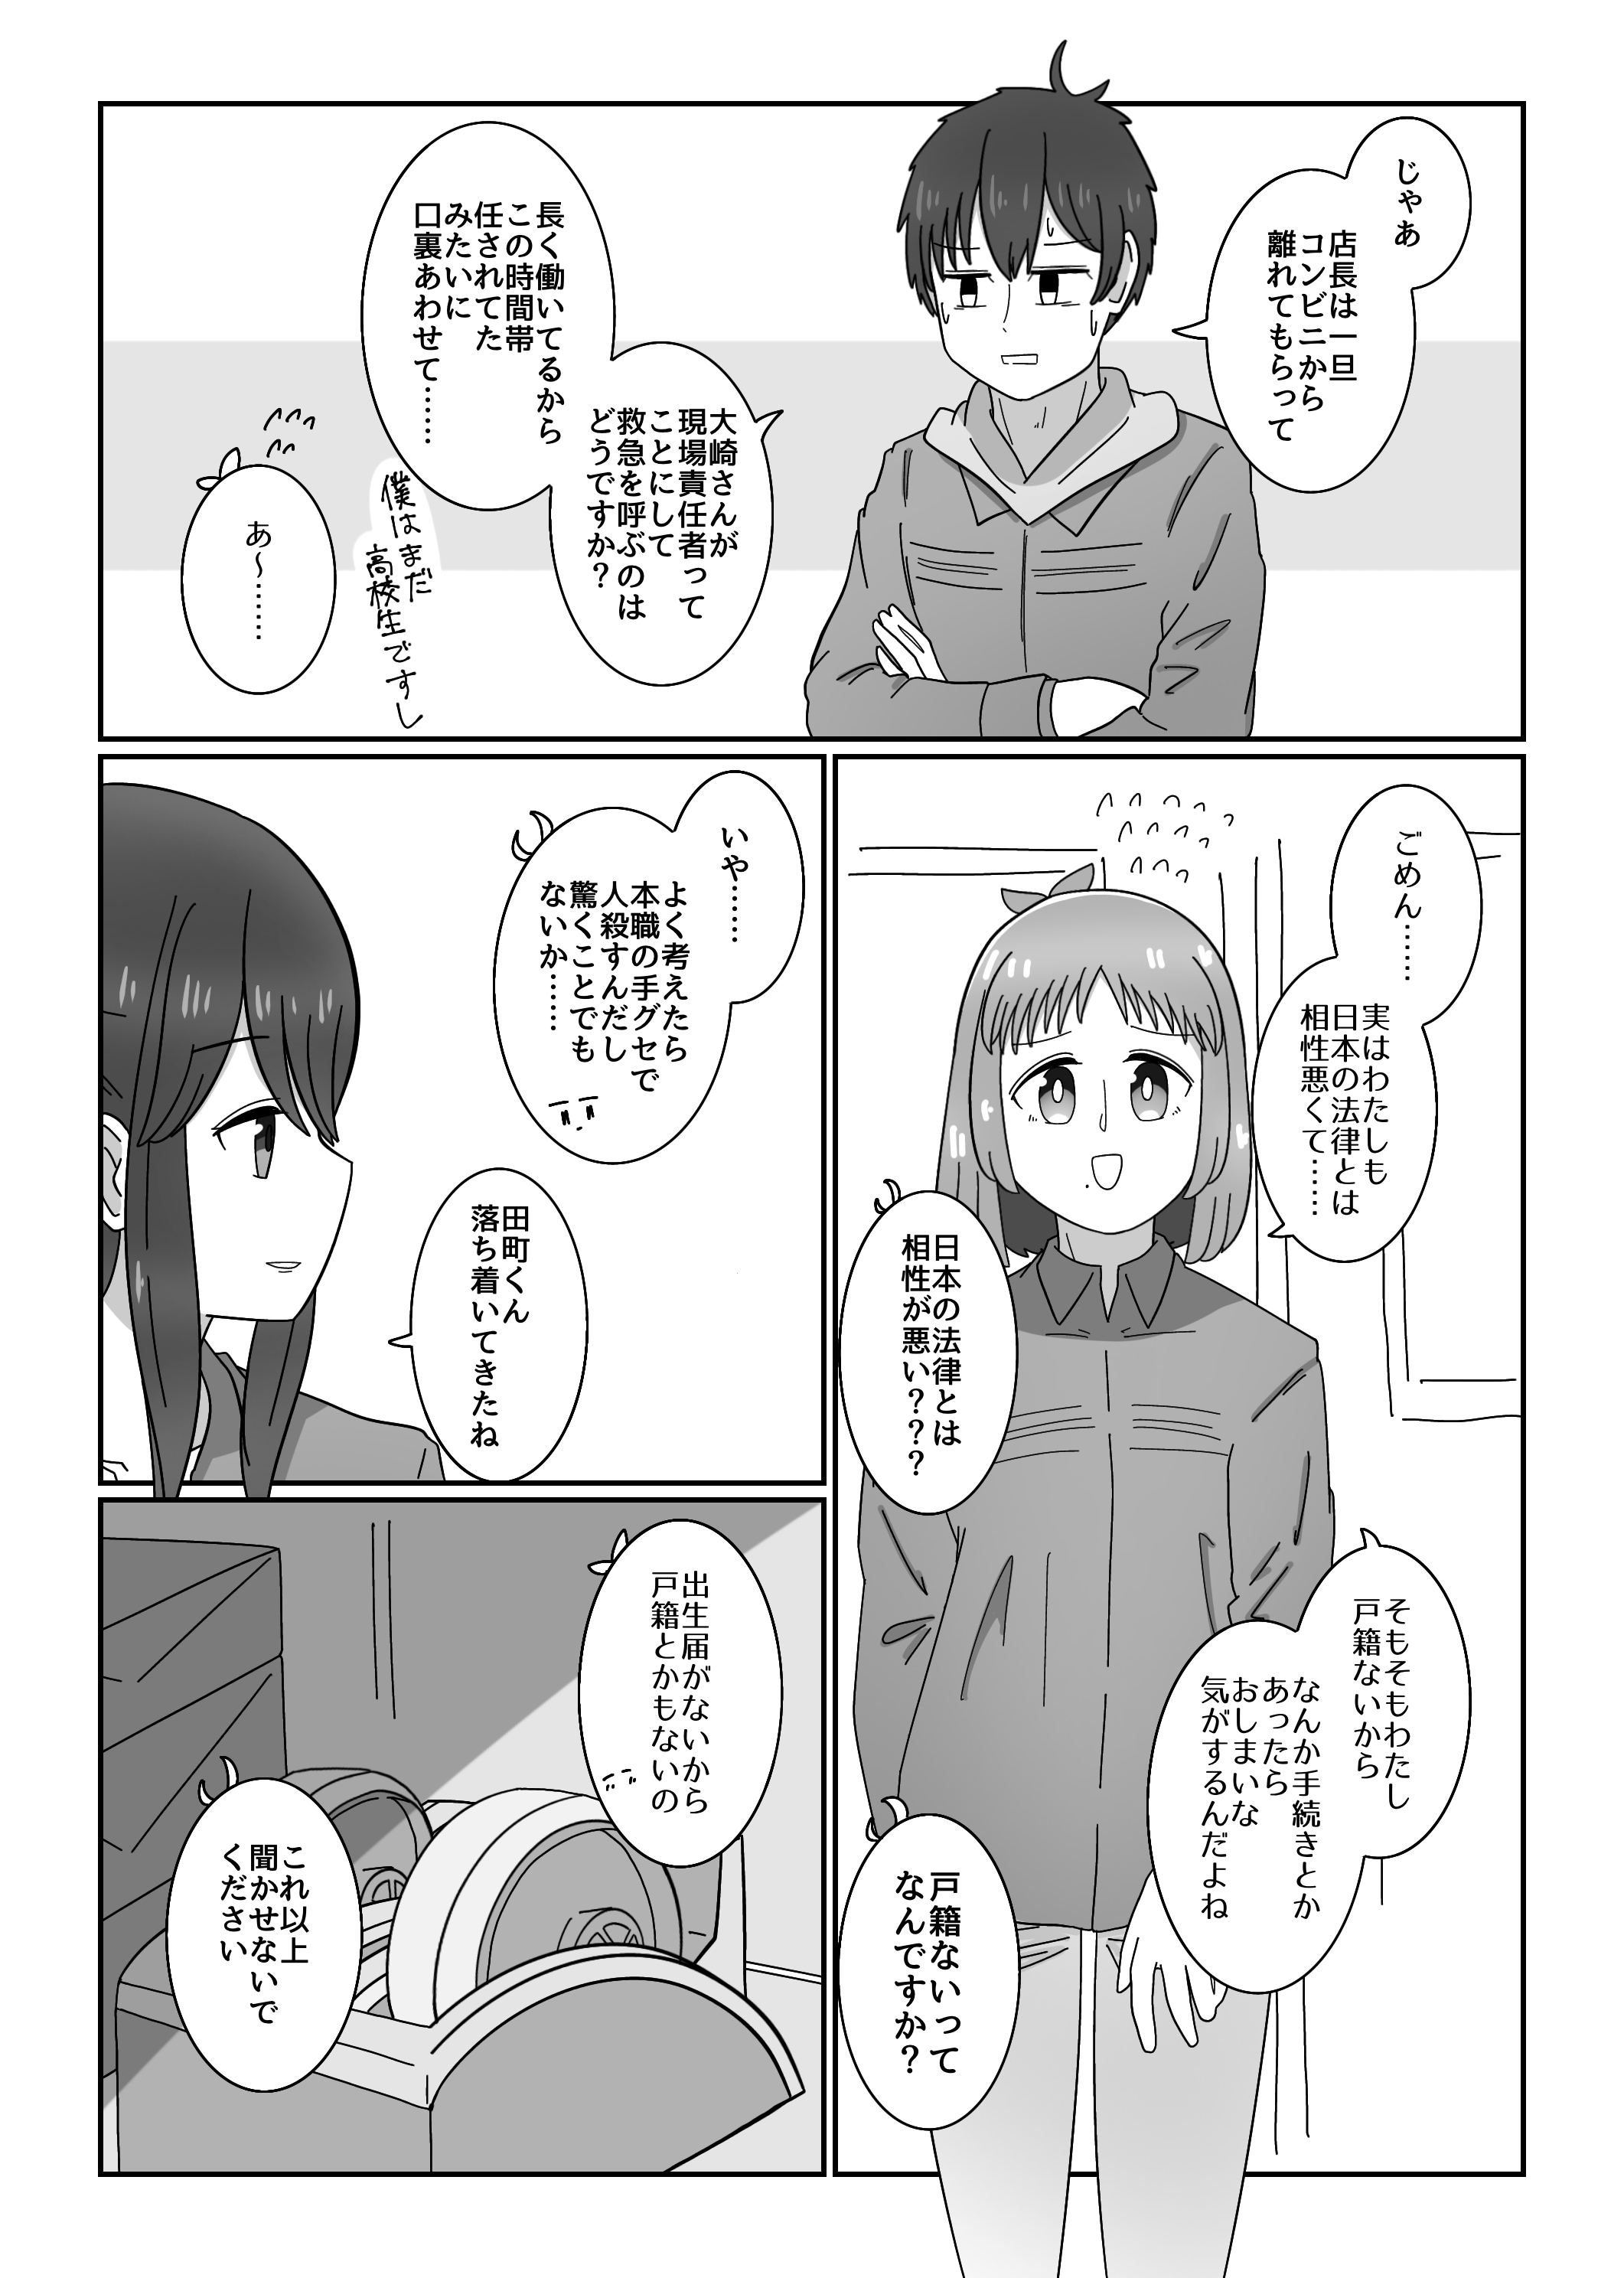 じゃあ
店長は一旦
コンビニから
離れてもらって
大崎さんが
現場責任者って
ことにして
救急を呼ぶのは
どうですか？
長く働いてるから
この時間帯
任されてた
みたいに
口裏あわせて……
僕はまだ
高校生ですし
あ～……
ごめん……
実はわたしも
日本の法律とは
相性悪くて……
日本の法律とは
相性が悪い？？？
そもそもわたし
戸籍ないから
なんか手続きとか
あったら
おしまいな
気がするんだよね
戸籍ないって
なんですか？
いや……
よく考えたら
本職の手グセで
人殺すんだし
驚くことでも
ないか……
田町くん
落ち着いてきたね
出生届がないから
戸籍とかもないの
これ以上
聞かせないで
ください